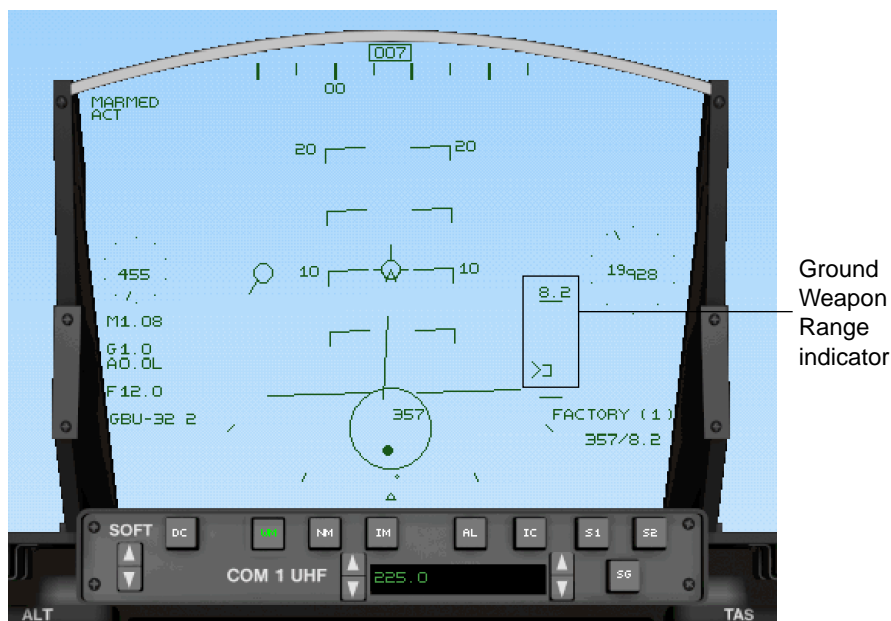 007
00
MARMED
ACT
20 20
455
10 10
19928
8.2
M1.08
G1.0
A0.0L
F12.0
GBU-32 2
357
FACTORY (1)
357/8.2
Ground
Weapon
Range
indicator
SOFT DC NM IM AL IC S1 S2
COM 1 UHF 225.0 SG
ALT TAS